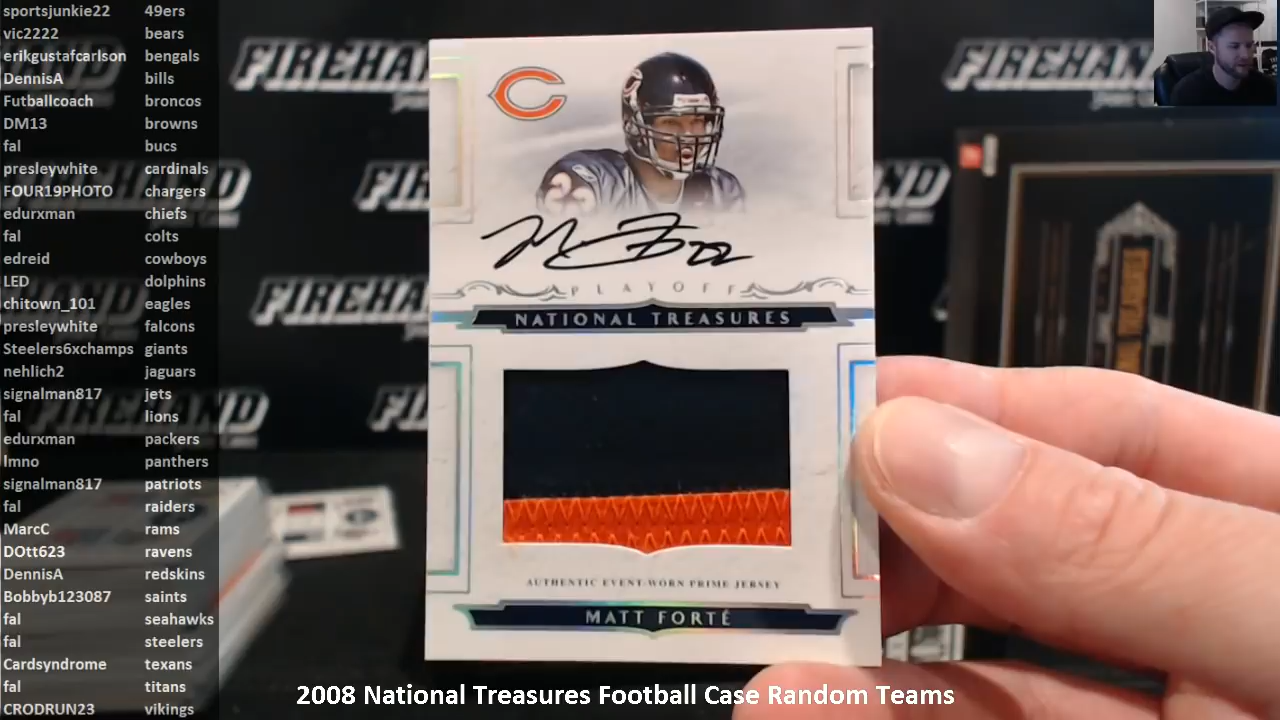 sportsjunkie22 49ers
vic2222 bears
erikgustafcarlson bengals
DennisA bills
Futballcoach broncos
DM13 browns
fal bucs
presleywhite cardinals
FOUR19PHOTO chargers
edurxman chiefs
fal colts
edreid cowboys
LED dolphins
chitown_101 eagles
presleywhite falcons
Steelers6xchamps giants
nehlich2 jaguars
signalman817 jets
fal lions
edurxman packers
lmno panthers
signalman817 patriots
fal raiders
MarcC rams
DOtt623 ravens
DennisA redskins
Bobbyb123087 saints
fal seahawks
fal steelers
Cardsyndrome texans
fal titans
CRODRUN23 vikings
FIREHAND
FIREHAN
FIREHA
C
22
PLAYOFF
NATIONAL TREASURES
AUTHENTIC EVENT-WORN PRIME JERSEY
MATT FORTÉ
2008 National Treasures Football Case Random Teams